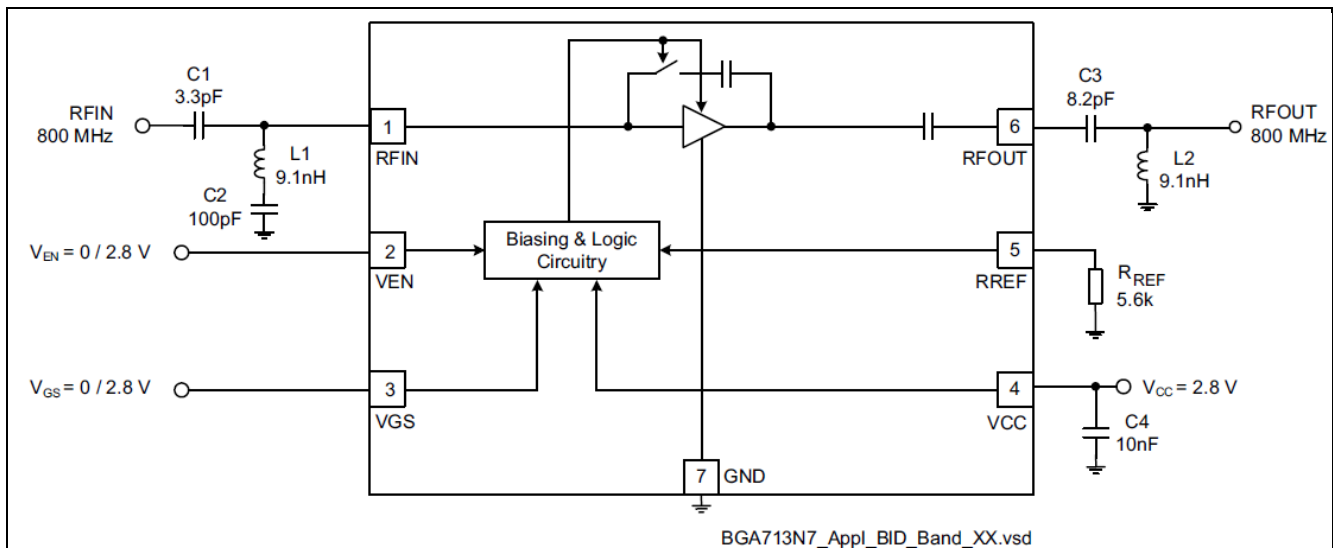 C1
3.3pF
RFIN
800 MHz
L1
9.1nH
C2
100pF
1
RFIN
VEN = 0 / 2.8 V
2
VEN
VGS = 0 / 2.8 V
3
VGS
Biasing & Logic
Circuitry
7
GND
6
RFOUT
C3
8.2pF
RFOUT
800 MHz
L2
9.1nH
5
RREF
RREF
5.6k
4
VCC
VCC = 2.8 V
C4
10nF
BGA713N7_Appl_BID_Band_XX.vsd